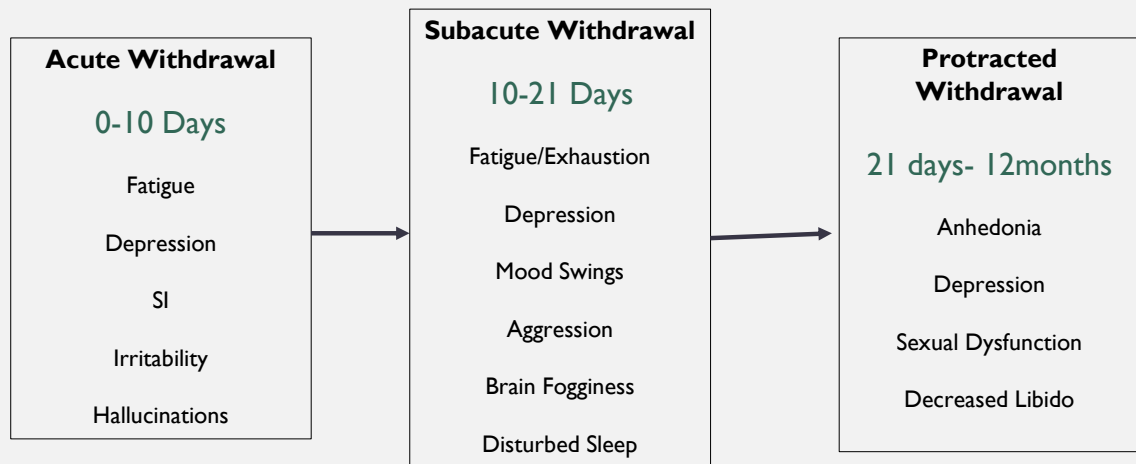 Acute Withdrawal
0-10 Days
Fatigue
Depression
SI
Irritability
Hallucinations
Subacute Withdrawal
10-21 Days
Fatigue/Exhaustion
Depression
Mood Swings
Aggression
Brain Fogginess
Disturbed Sleep
Protracted
Withdrawal
21 days- 12months
Anhedonia
Depression
Sexual Dysfunction
Decreased Libido